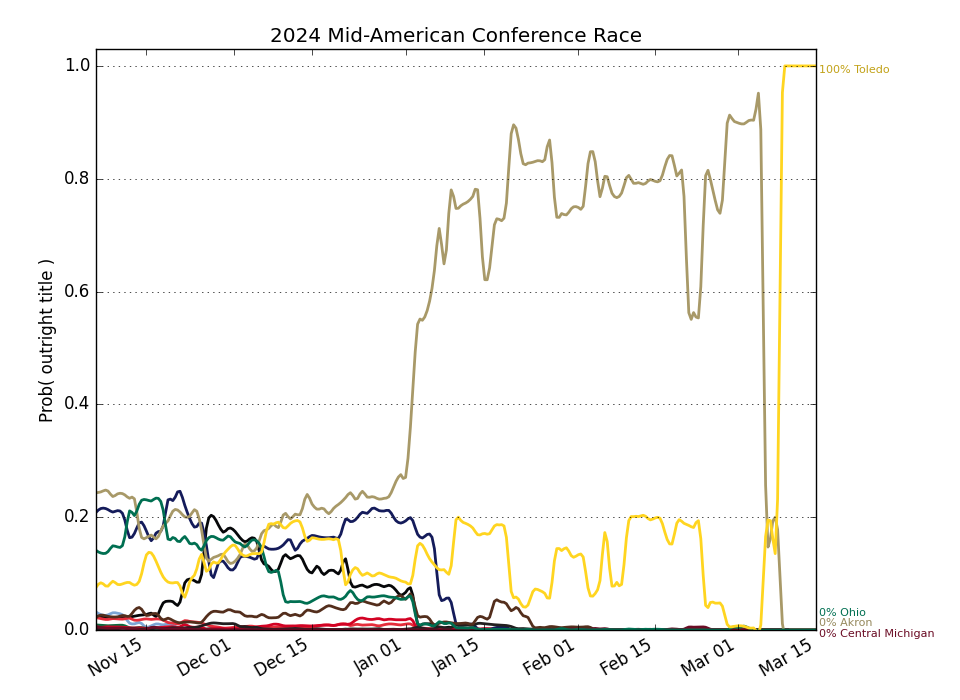 2024 Mid-American Conference Race
Prob( outright title )
1.0
0.8
0.6
0.4
0.2
0.0
Nov 15
Dec 01
Dec 15
Jan 01
Jan 15
Feb 01
Feb 15
Mar 01
Mar 15
100% Toledo
0% Ohio
0% Akron
0% Central Michigan